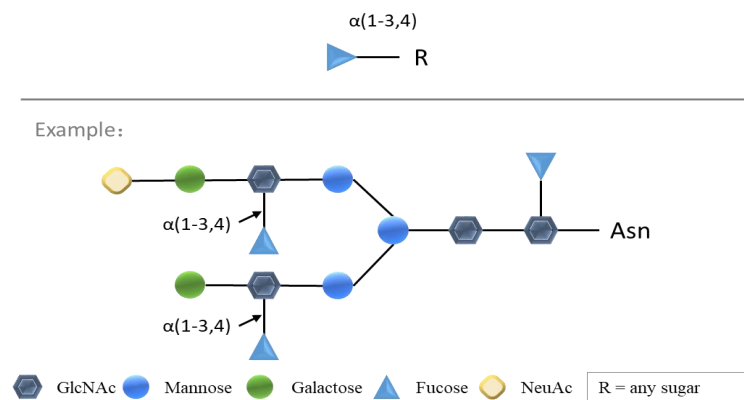 α(1-3,4)
R
Example:
α(1-3,4)
Asn
α(1-3,4)
GlcNAc Mannose Galactose Fucose NeuAc R = any sugar